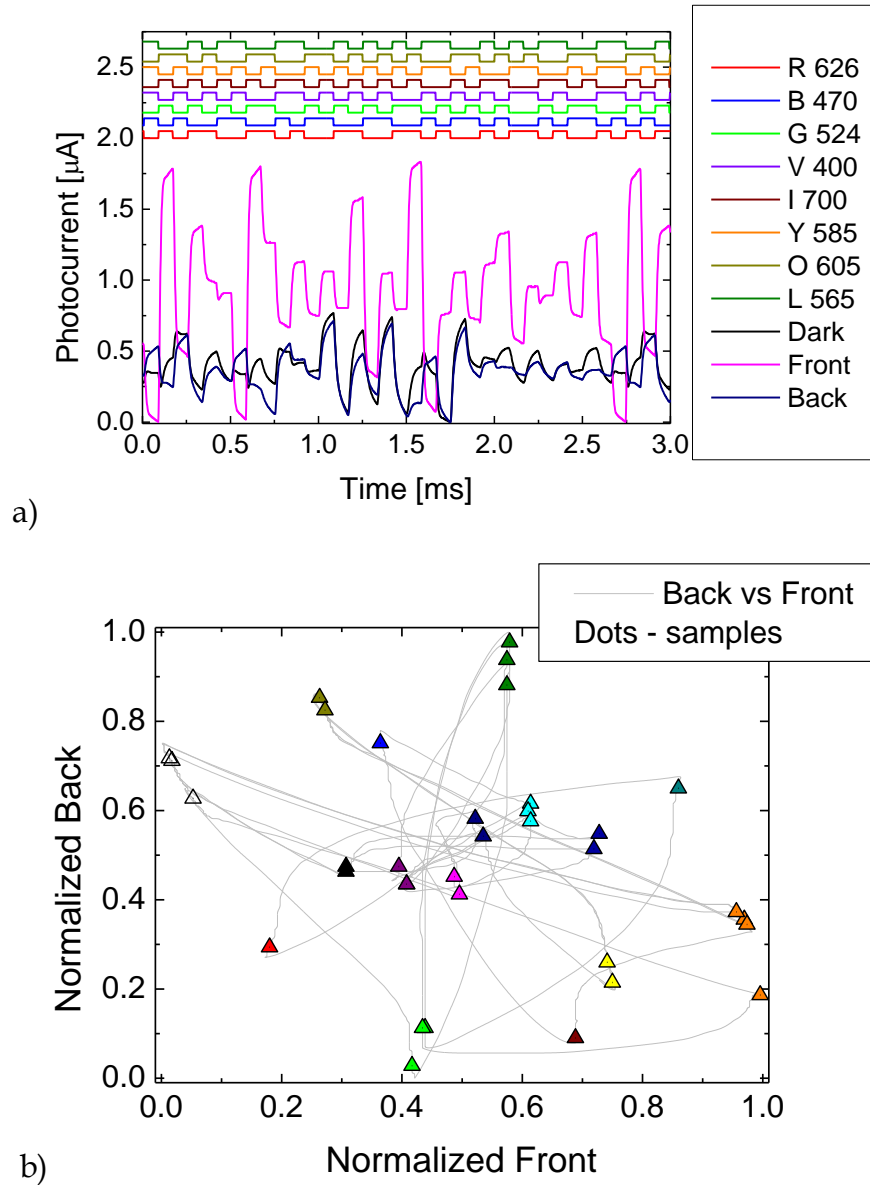 2.5
2.0
1.5
1.0
0.5
0.0
Photocurrent [μA]
0.0 0.5 1.0 1.5 2.0 2.5 3.0
Time [ms]
R 626
B 470
G 524
V 400
I 700
Y 585
O 605
L 565
Dark
Front
Back
a)
Back vs Front
Dots - samples
1.0
0.8
0.6
0.4
0.2
0.0
Normalized Back
0.0 0.2 0.4 0.6 0.8 1.0
Normalized Front
b)